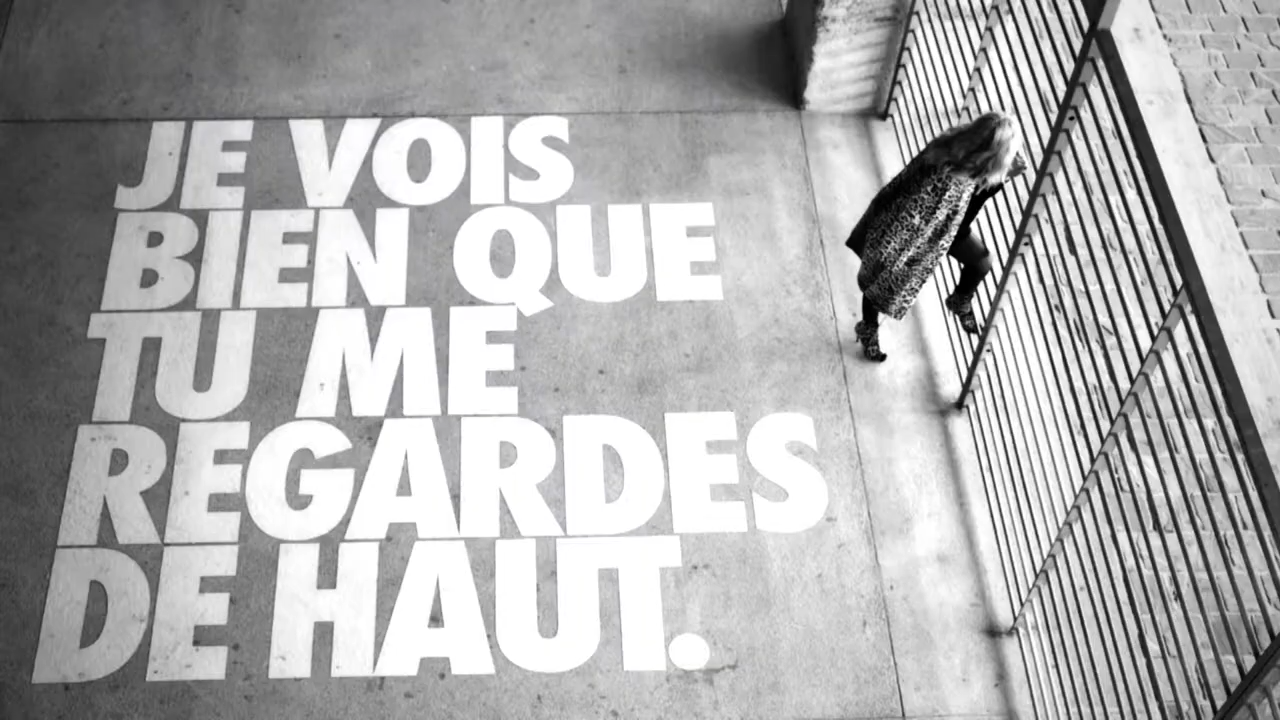 JE VOIS
BIEN QUE
TU ME
REGARDES
DE HAUT.